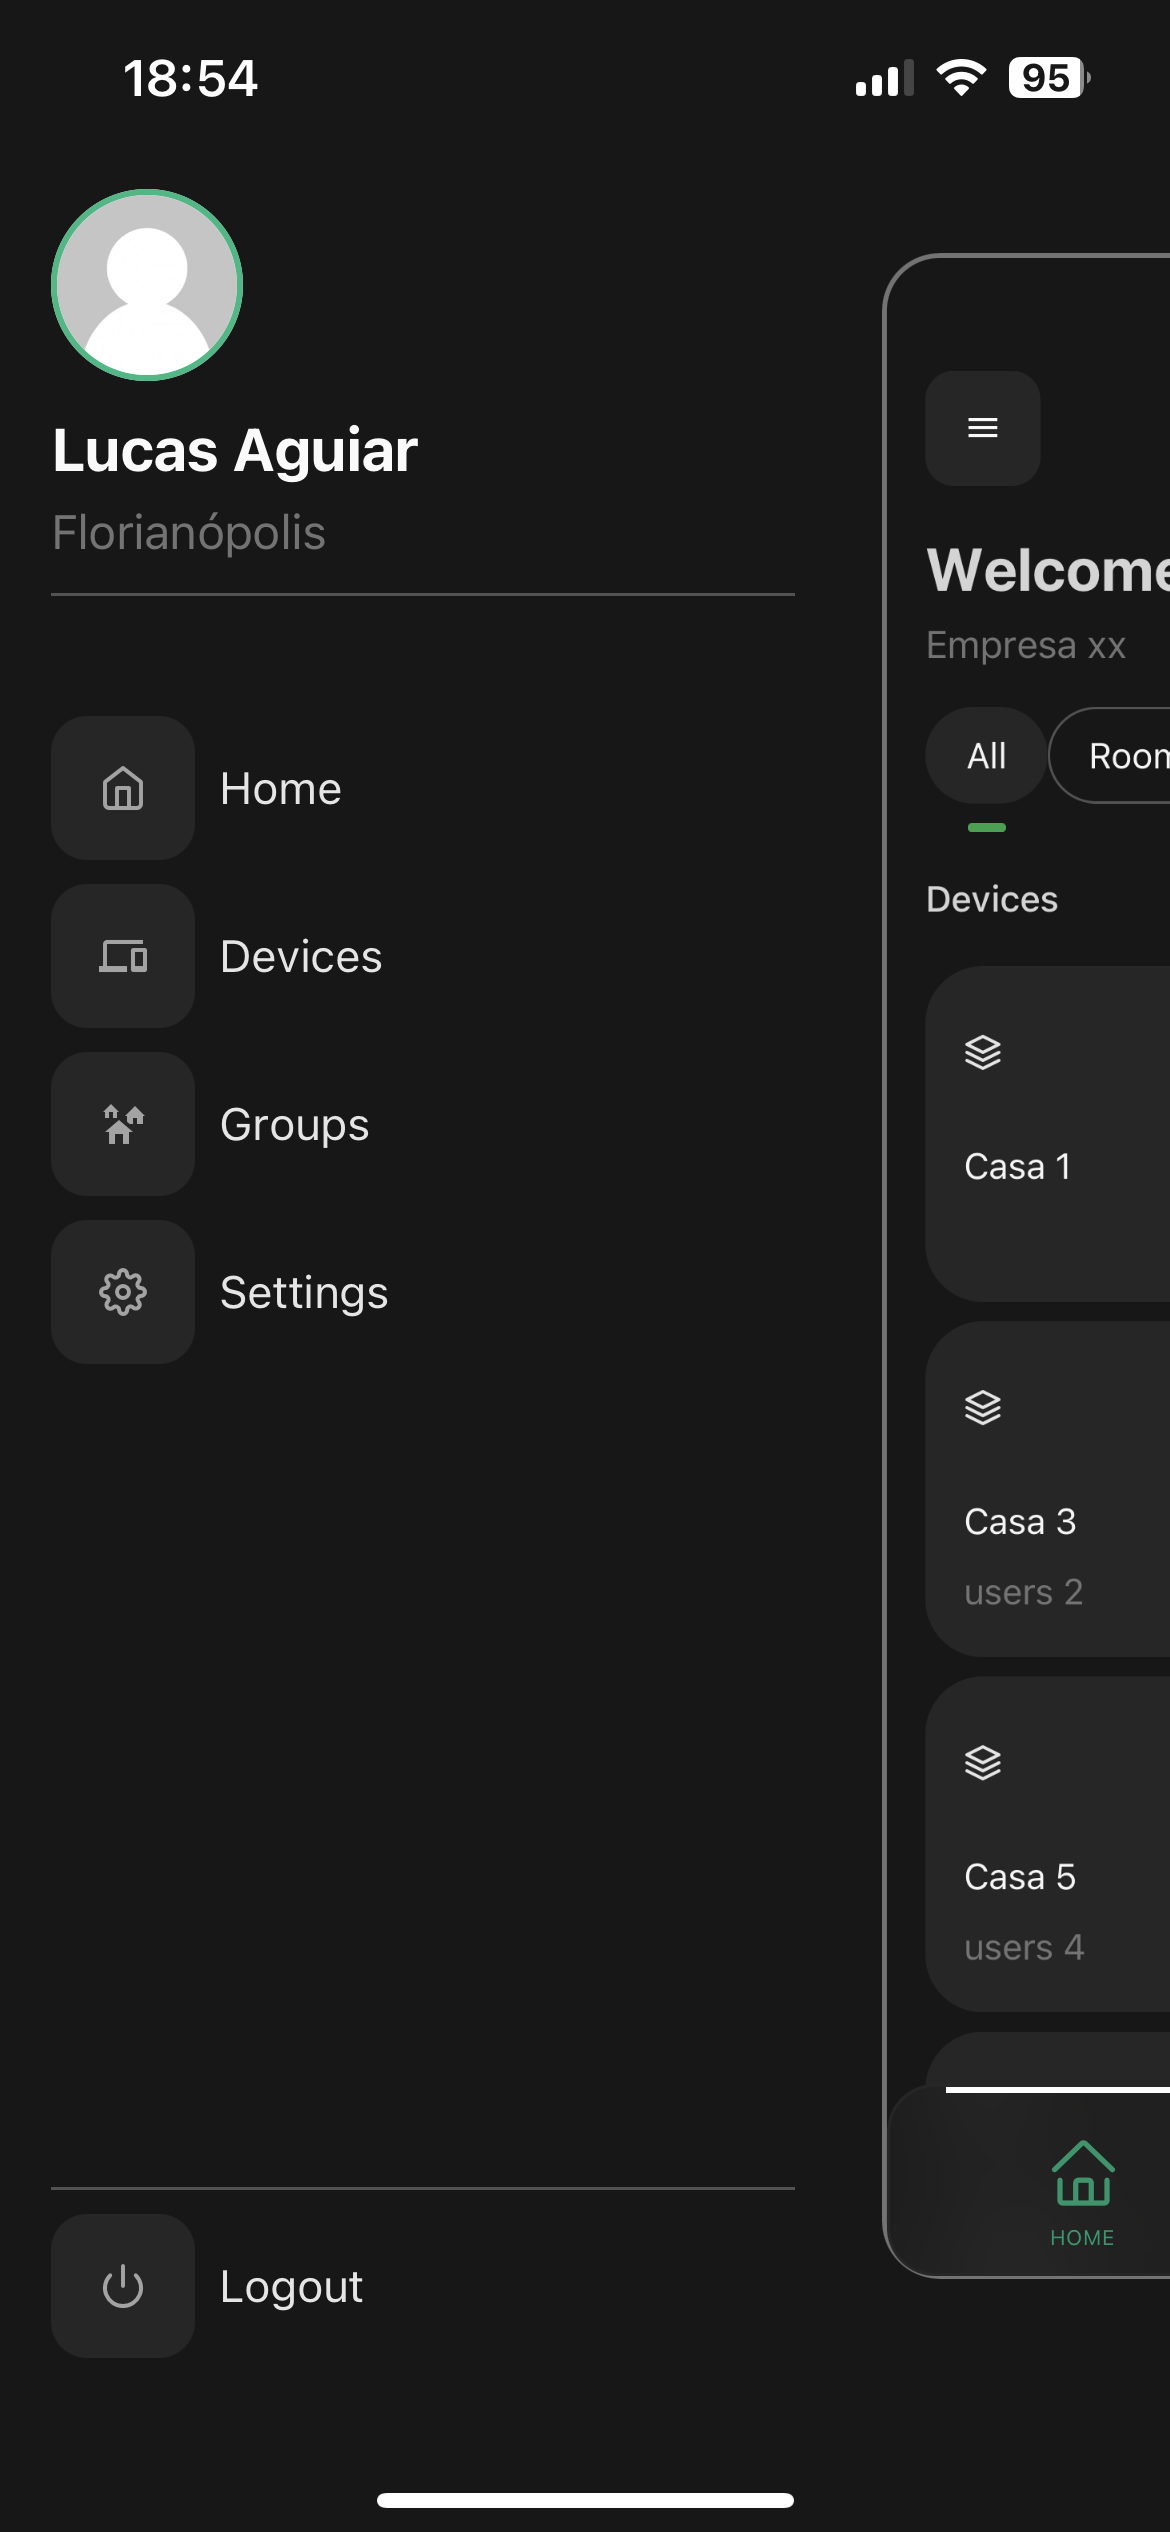 18:54
95
Lucas Aguiar
Florianópolis
Home
Devices
Groups
Settings
Logout
Welcome
Empresa xx
All
Room
Devices
Casa 1
Casa 3
users 2
Casa 5
users 4
HOME